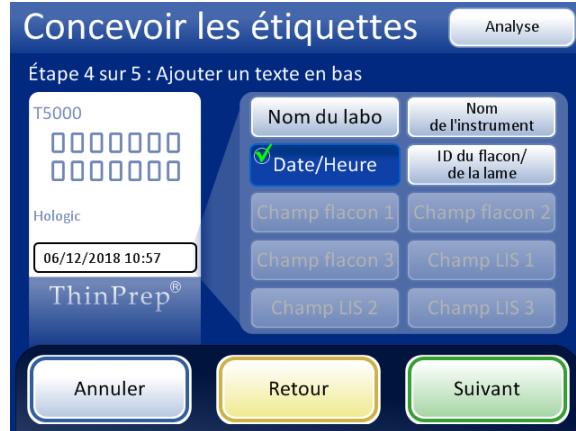 Concevoir les étiquettes
Analyse
Étape 4 sur 5 : Ajouter un texte en bas
T5000
Hologic
06/12/2018 10:57
ThinPrep®
Nom du labo
Nom
de l'instrument
Date/Heure
ID du flacon/
de la lame
Champ flacon 1
Champ flacon 2
Champ flacon 3
Champ LIS 1
Champ LIS 2
Champ LIS 3
Annuler
Retour
Suivant